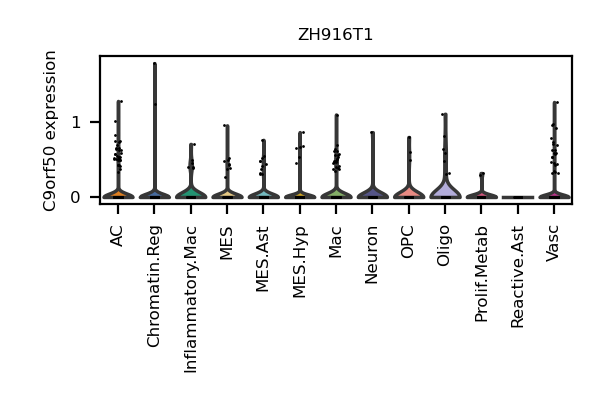 ZH916T1
C9orf50 expression
1
0
AC
Chromatin.Reg
Inflammatory.Mac
MES
MES.Ast
MES.Hyp
Mac
Neuron
OPC
Oligo
Prolif.Metab
Reactive.Ast
Vasc